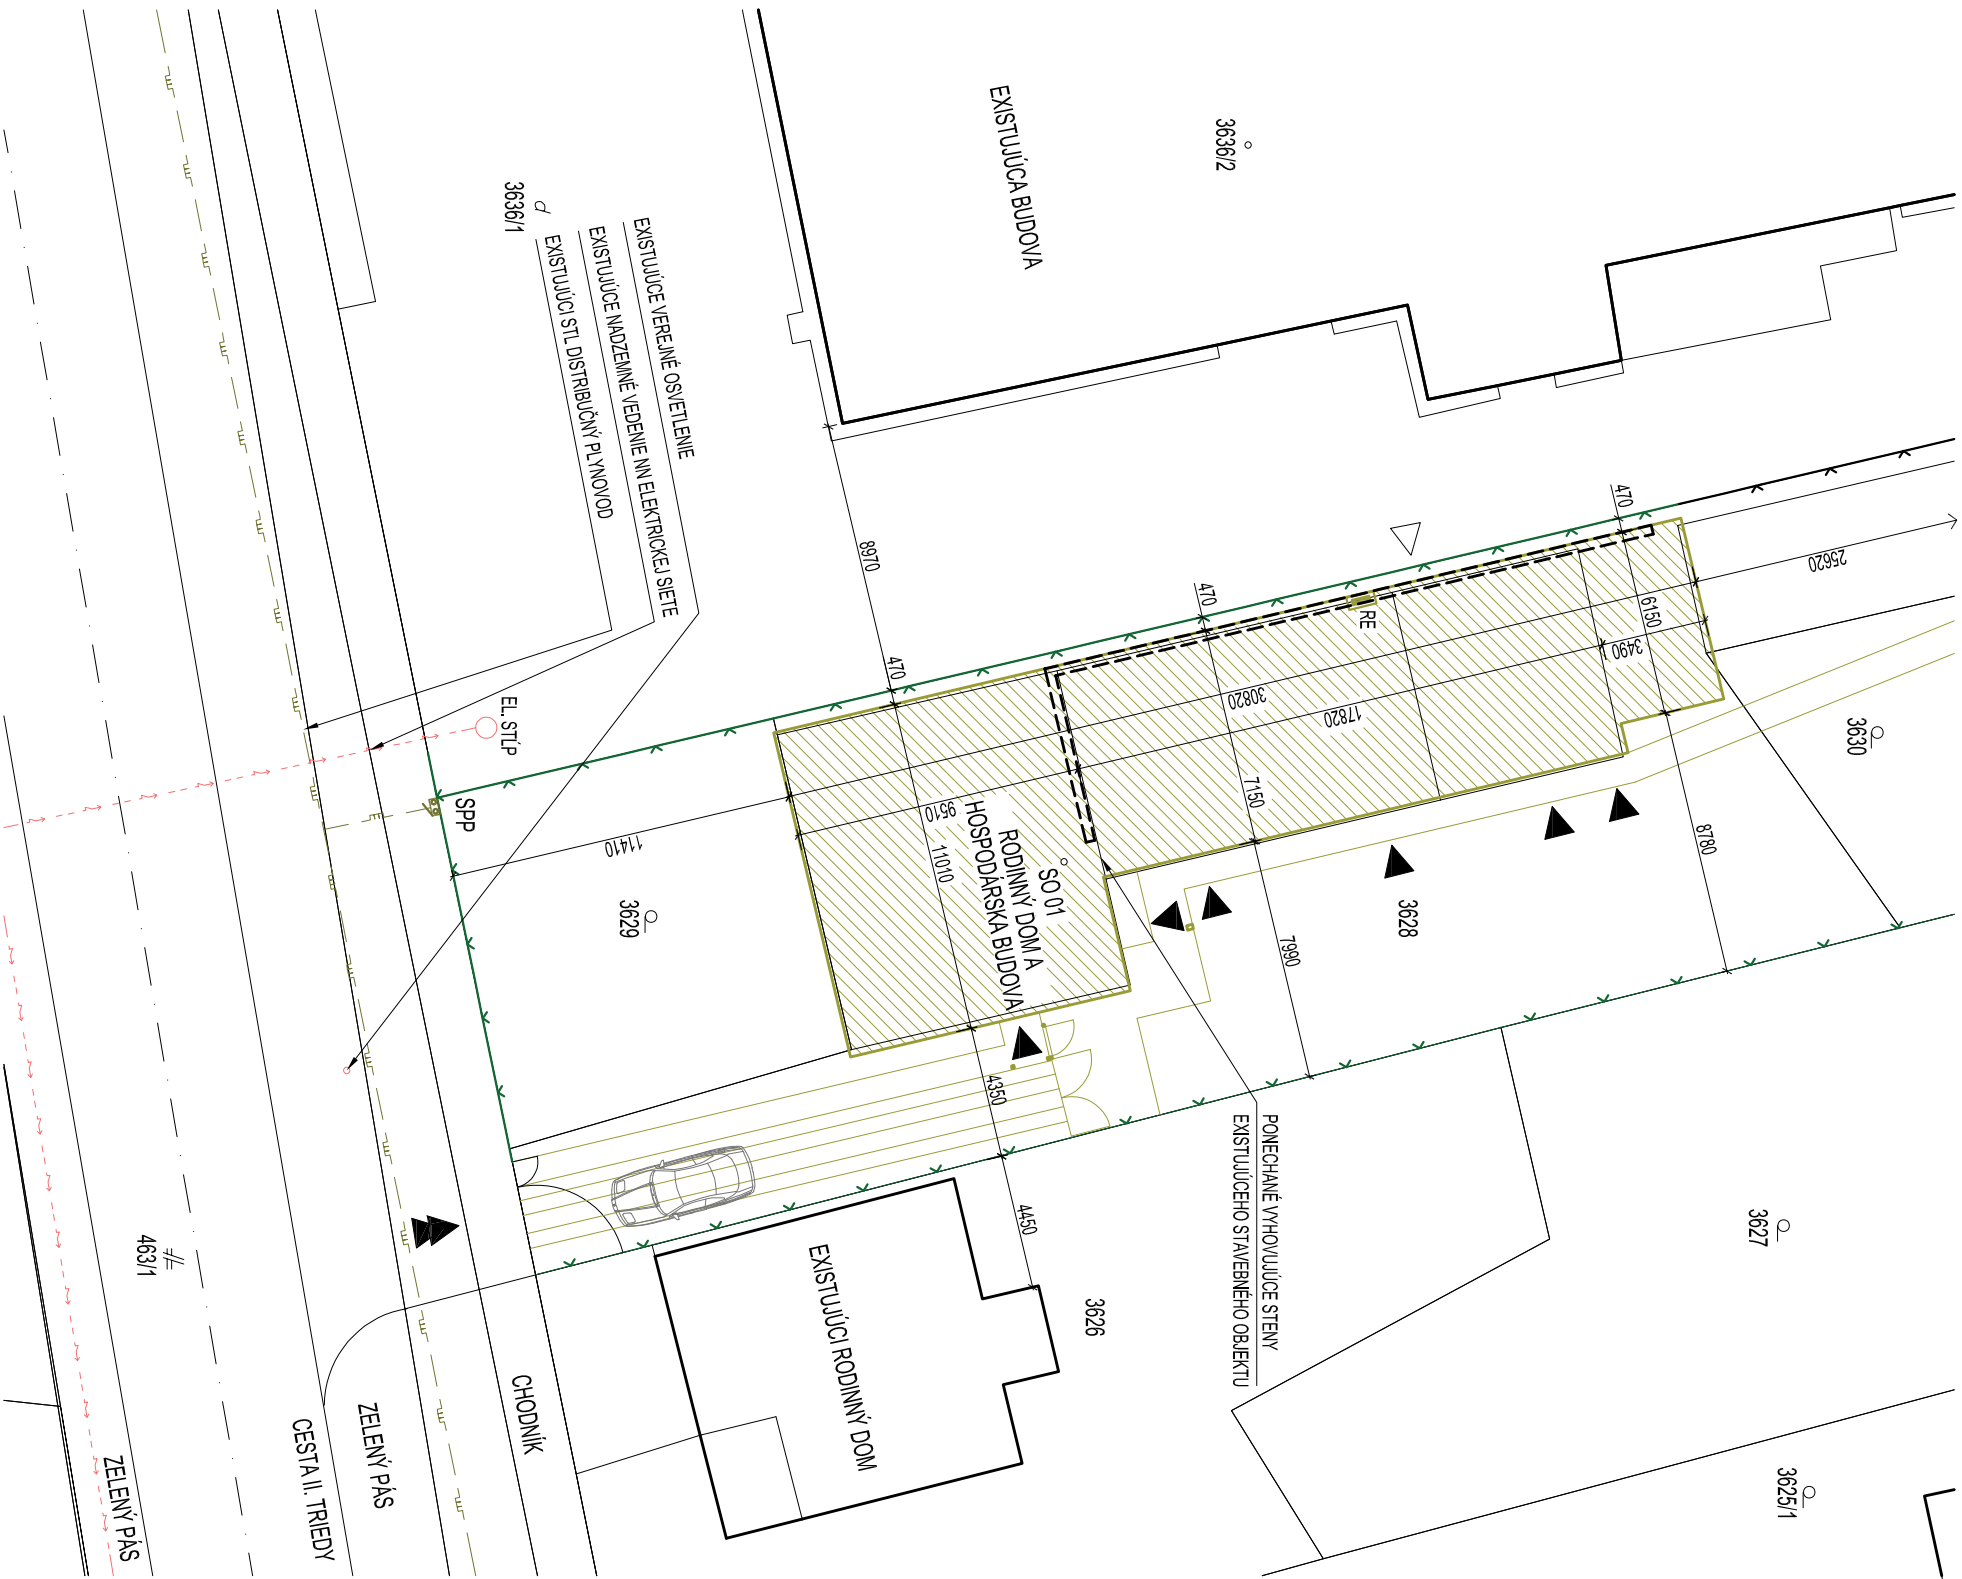 EXISTUJÚCA BUDOVA
3636/2
3636/1
EXISTUJÚCE VEREJNÉ OSVETLENIE
EXISTUJÚCE NADZEMNÉ VEDENIE NN ELEKTRICKEJ SIETE
EXISTUJÚCI STL DISTRIBUČNÝ PLYNOVOD
8970
470
470
470
25620
6150
3490
RE
30820
17820
7150
9510
11010
11410
EL. STĹP
SPP
SO 01
RODINNÝ DOM A
HOSPODÁRSKA BUDOVA
3630
8780
3628
7990
3629
4350
4450
PONECHANÉ VYHOVUJÚCE STENY
EXISTUJÚCEHO STAVEBNÉHO OBJEKTU
3627
3626
3625/1
EXISTUJÚCI RODINNÝ DOM
463/1
CHODNÍK
ZELENÝ PÁS
CESTA II. TRIEDY
ZELENÝ PÁS